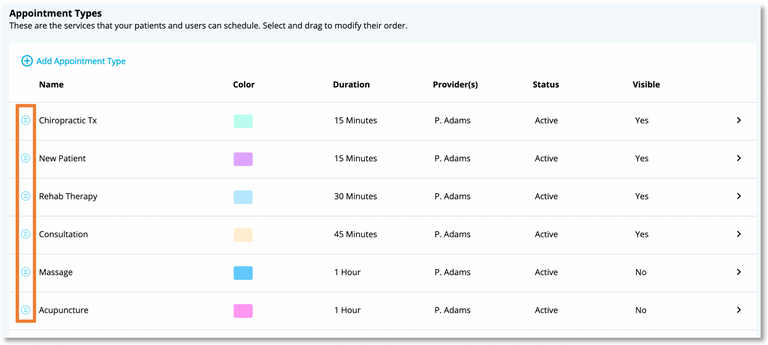 Appointment Types
These are the services that your patients and users can schedule. Select and drag to modify their order.
Add Appointment Type
Name Color Duration Provider(s) Status Visible
Chiropractic Tx 15 Minutes P. Adams Active Yes
New Patient 15 Minutes P. Adams Active Yes
Rehab Therapy 30 Minutes P. Adams Active Yes
Consultation 45 Minutes P. Adams Active Yes
Massage 1 Hour P. Adams Active No
Acupuncture 1 Hour P. Adams Active No